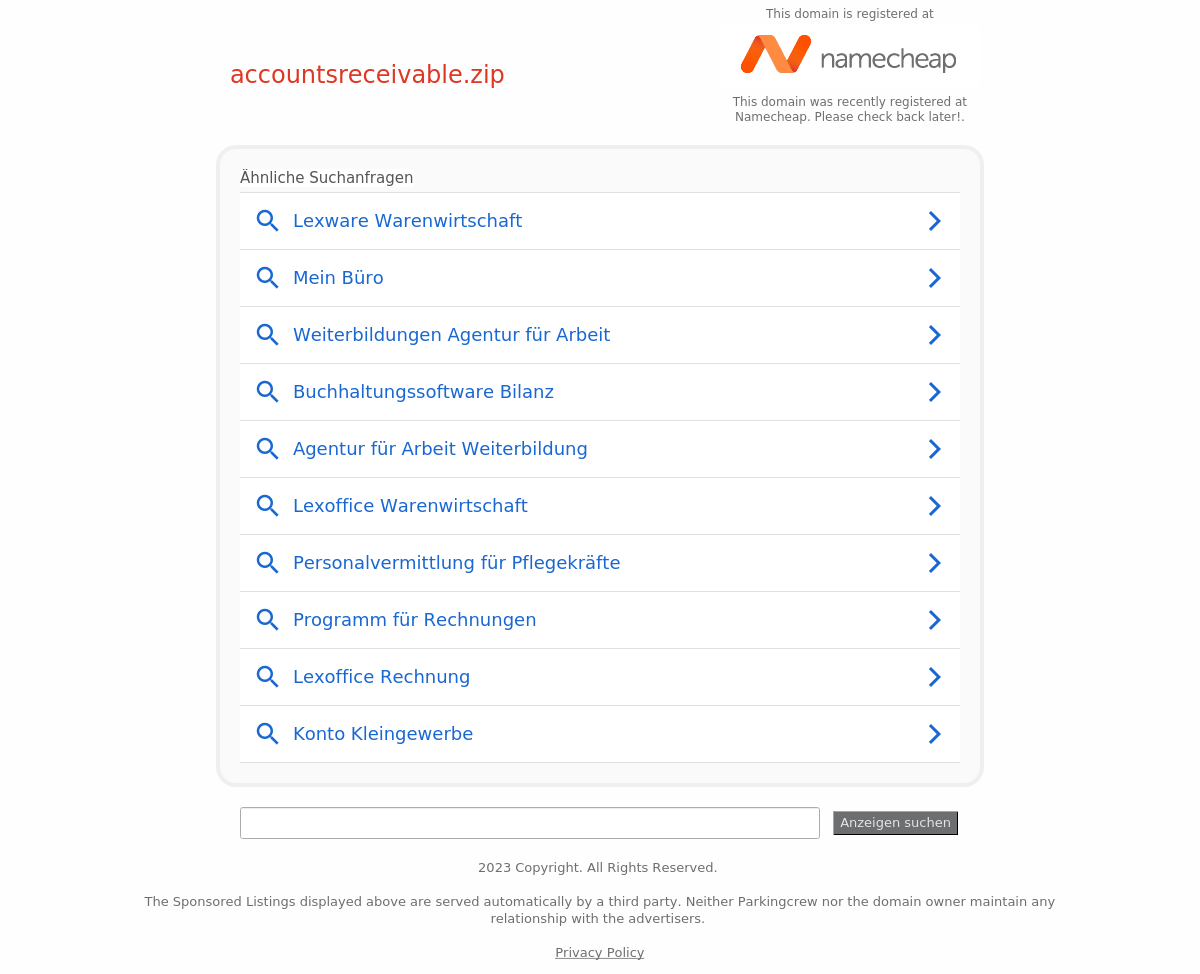 This domain is registered at
namecheap
accountsreceivable.zip
This domain was recently registered at
Namecheap. Please check back later!.
Ähnliche Suchanfragen
Lexware Warenwirtschaft
Mein Büro
Weiterbildungen Agentur für Arbeit
Buchhaltungssoftware Bilanz
Agentur für Arbeit Weiterbildung
Lexoffice Warenwirtschaft
Personalvermittlung für Pflegekräfte
Programm für Rechnungen
Lexoffice Rechnung
Konto Kleingewerbe
Anzeigen suchen
2023 Copyright. All Rights Reserved.
The Sponsored Listings displayed above are served automatically by a third party. Neither Parkingcrew nor the domain owner maintain any
relationship with the advertisers.
Privacy Policy